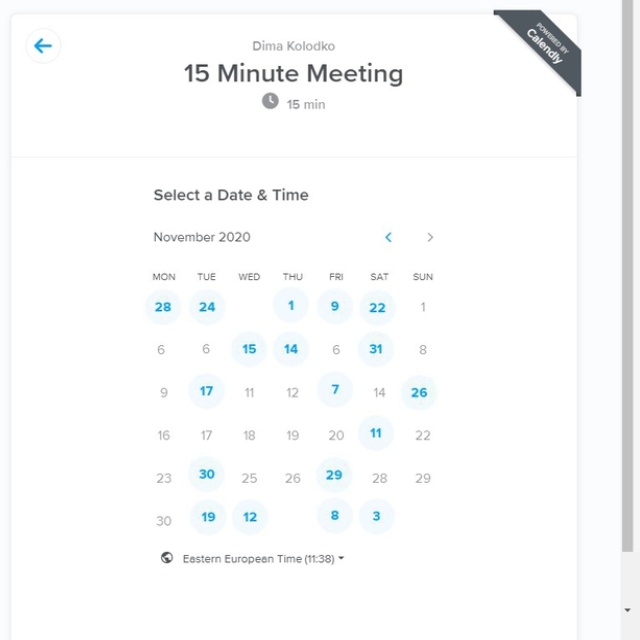 Dima Kolodko
POWERED BY
Calendly
15 Minute Meeting
15 min
Select a Date & Time
November 2020
MON TUE WED THU FRI SAT SUN
28 24 1 9 22 1
6 6 15 14 6 31 8
9 17 11 12 7 14 26
16 17 18 19 20 11 22
23 30 25 26 29 28 29
30 19 12 8 3
Eastern European Time (11:38)